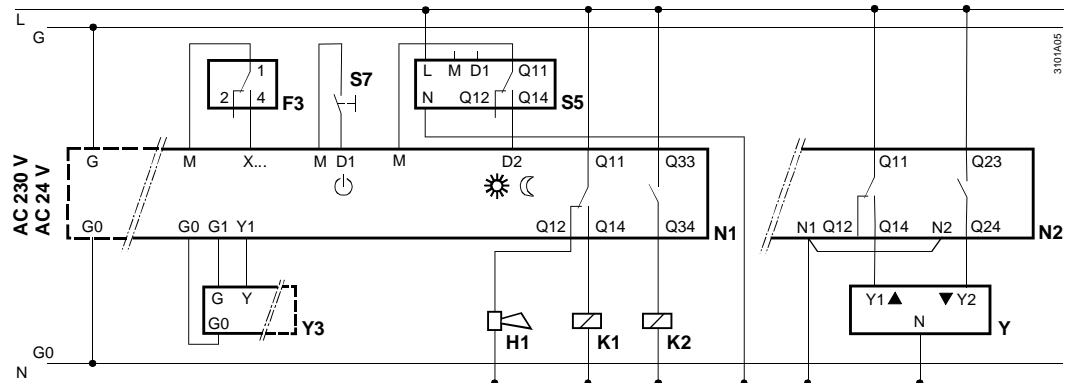 L
G
3101A05
1
2 4
F3
S7
L M D1 Q11
N Q12 Q14
S5
AC 230 V
AC 24 V
G M X... M D1 M D2 Q11 Q33
Q11 Q23
G0 G0 G1 Y1 Q12 Q14 Q34
N1
N1 Q12 Q14 N2 Q24
N2
G Y
G0
Y3
H1
K1
K2
Y1 Y2
N
Y
G0
N